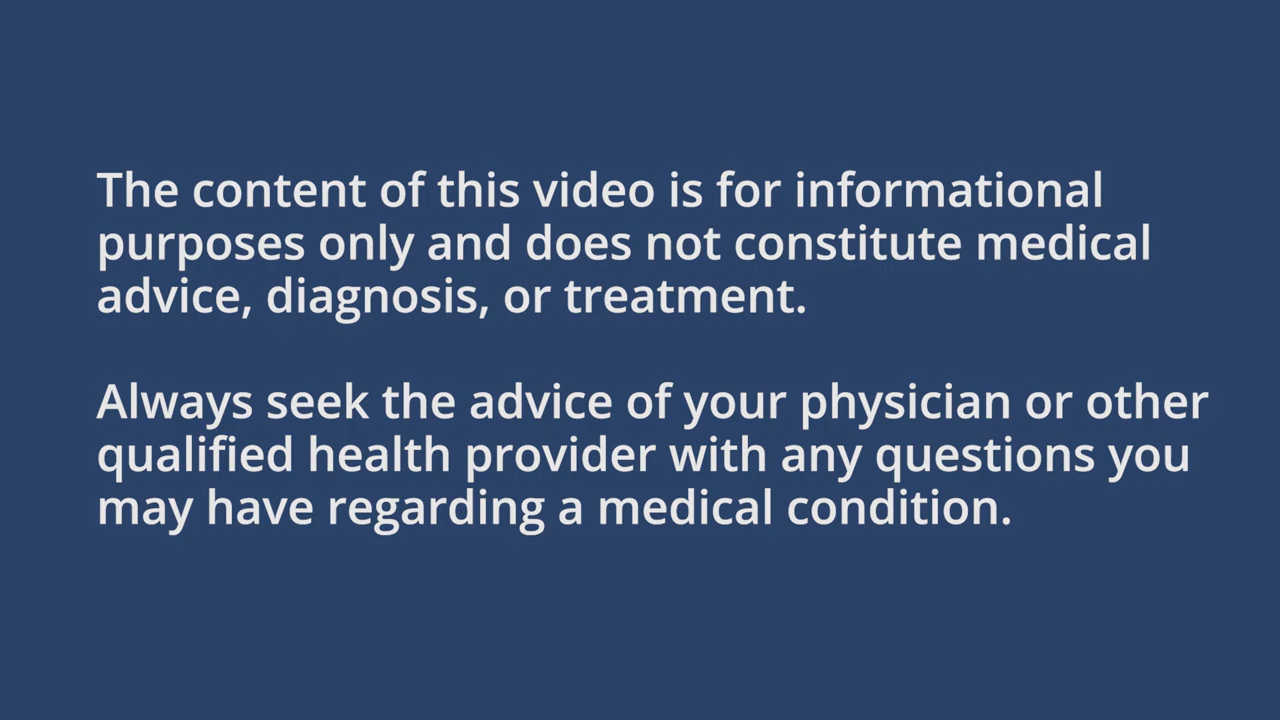 The content of this video is for informational
purposes only and does not constitute medical
advice, diagnosis, or treatment.
Always seek the advice of your physician or other
qualified health provider with any questions you
may have regarding a medical condition.